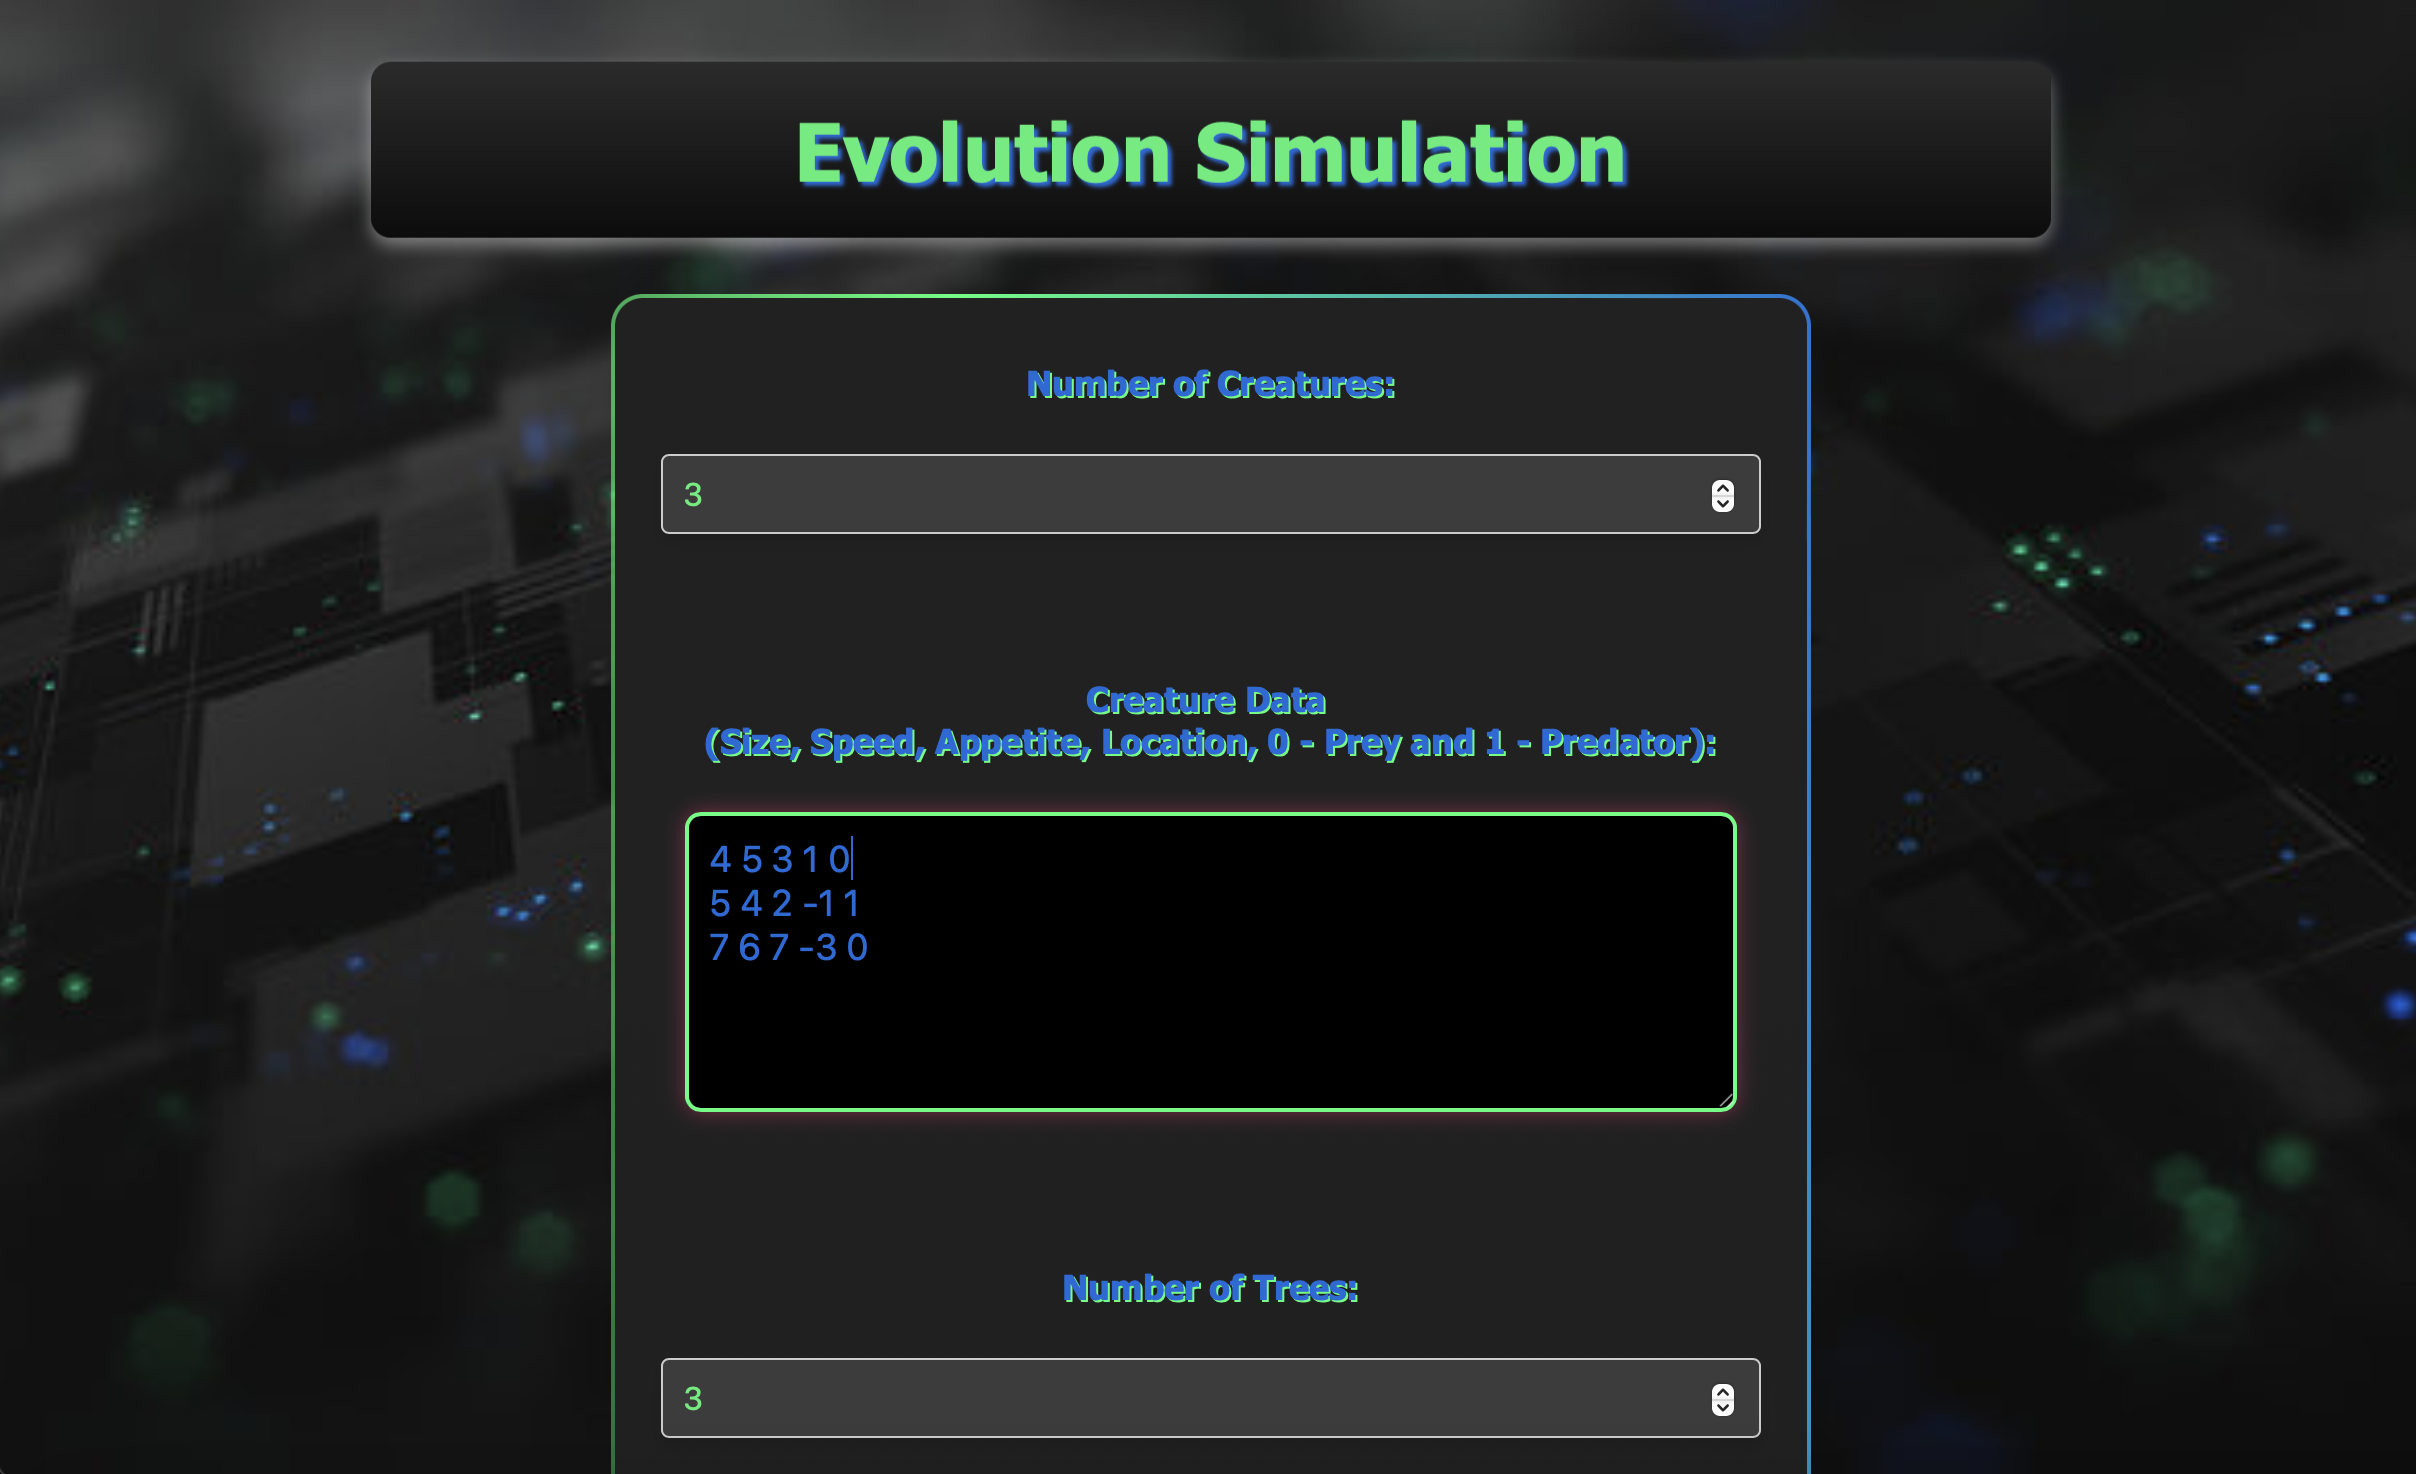 Evolution Simulation
Number of Creatures:
3
Creature Data
(Size, Speed, Appetite, Location, 0 - Prey and 1 - Predator):
4 5 3 1 0
5 4 2 -1 1
7 6 7 -3 0
Number of Trees:
3